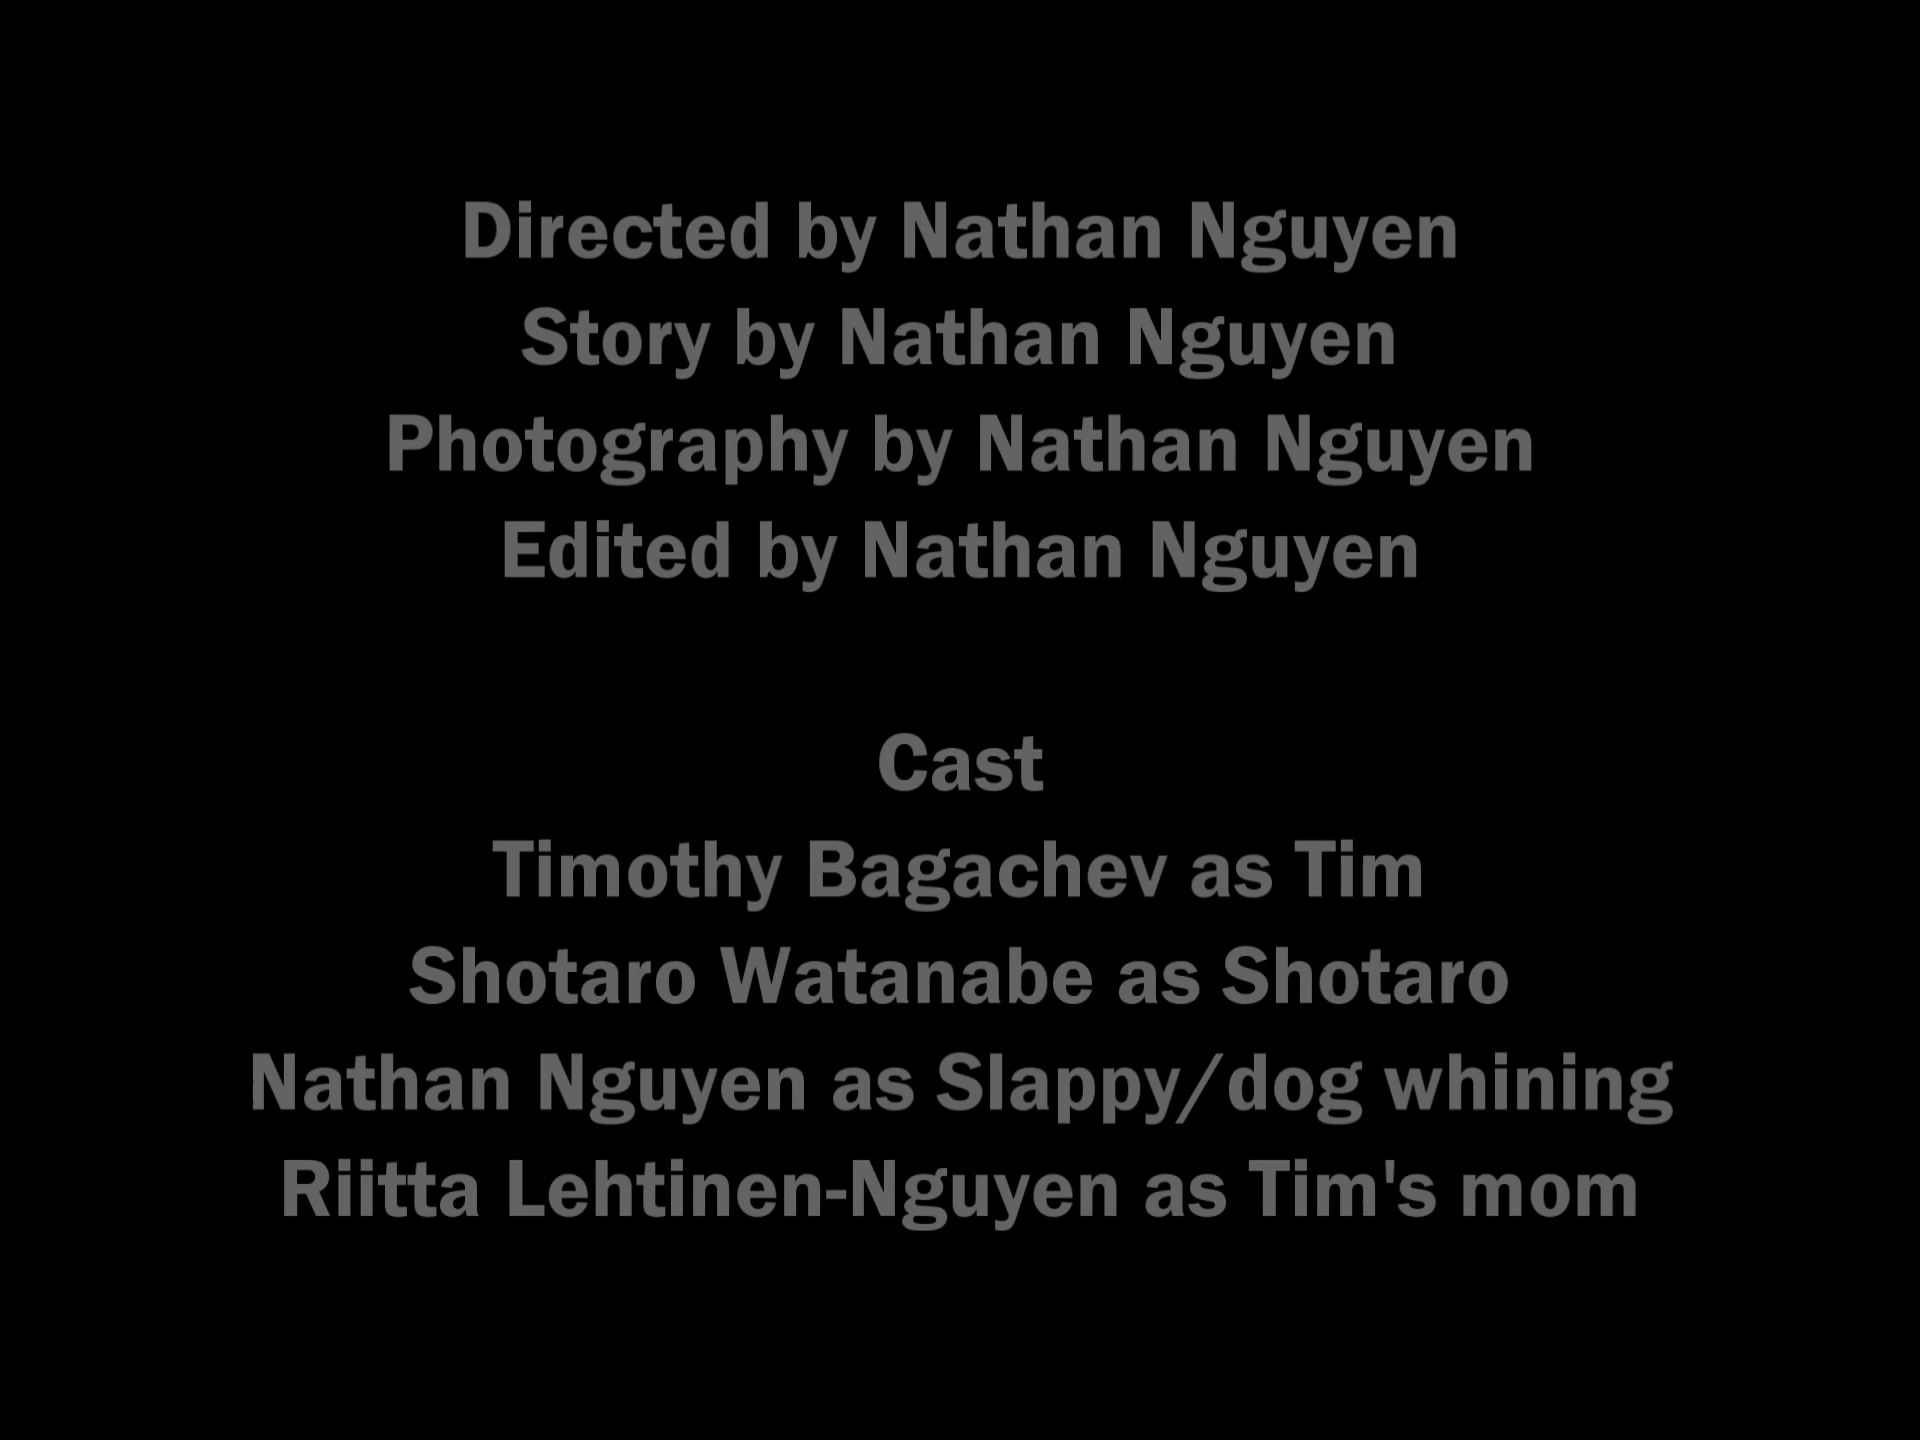 Directed by Nathan Nguyen
Story by Nathan Nguyen
Photography by Nathan Nguyen
Edited by Nathan Nguyen
Cast
Timothy Bagachev as Tim
Shotaro Watanabe as Shotaro
Nathan Nguyen as Slappy/dog whining
Riitta Lehtinen-Nguyen as Tim's mom